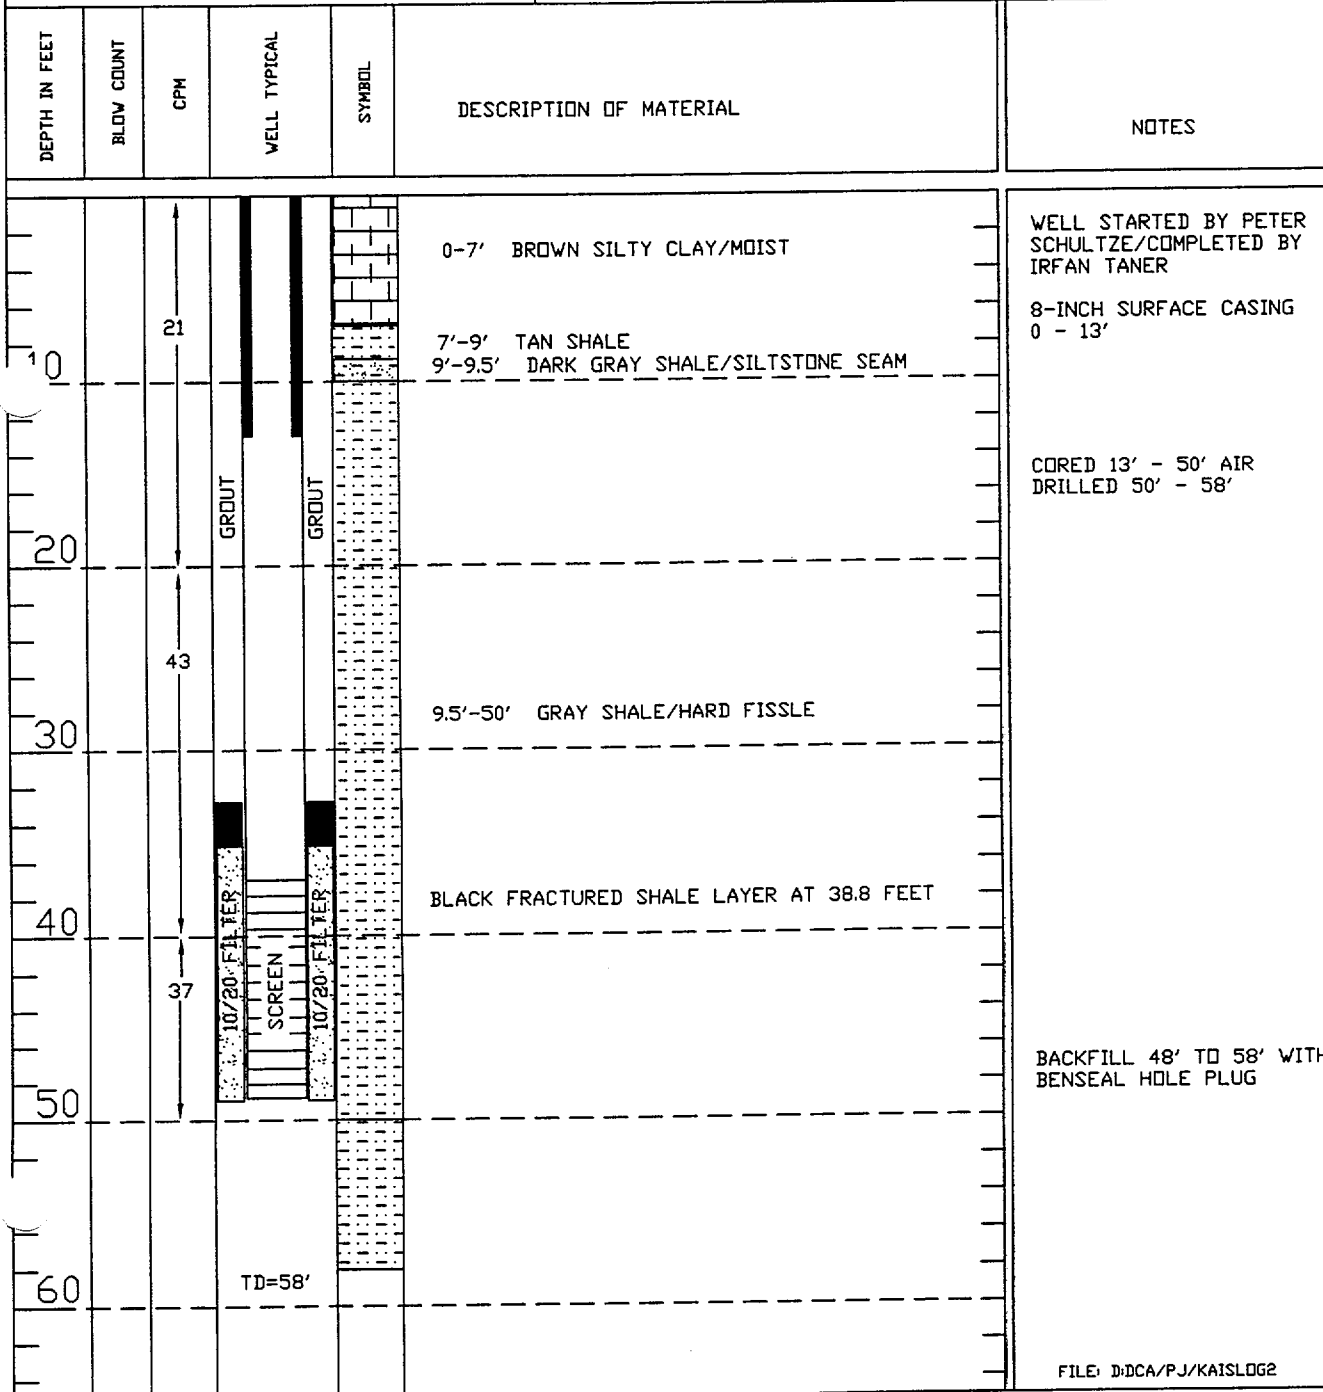 DEPTH IN FEET
BLOW COUNT
CPM
WELL TYPICAL
SYMBOL
DESCRIPTION OF MATERIAL
NOTES
0-7' BROWN SILTY CLAY/MOIST
WELL STARTED BY PETER
SCHULTZE/COMPLETED BY
IRFAN TANER
8-INCH SURFACE CASING
0 - 13'
21
7'-9' TAN SHALE
9'-9.5' DARK GRAY SHALE/SILTSTONE SEAM
10
CORED 13' - 50' AIR
DRILLED 50' - 58'
GROUT
GROUT
20
43
9.5'-50' GRAY SHALE/HARD FISSLE
30
BLACK FRACTURED SHALE LAYER AT 38.8 FEET
40
10/20 FILTER
SCREEN
10/20 FILTER
37
BACKFILL 48' TO 58' WITH
BENSEAL HOLE PLUG
50
TD=58'
60
FILE: D:DCA/PJ/KAISLOG2